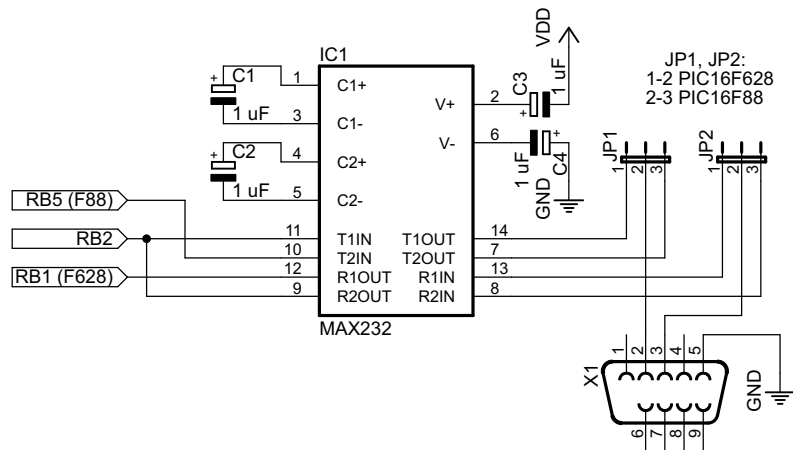 IC1
VDD
JP1, JP2:
1-2 PIC16F628
2-3 PIC16F88
C1
1 uF
C3
1 uF
C2
1 uF
1 uF
C4
GND
1
3
4
5
11
10
12
9
C1+
C1-
C2+
C2-
T1IN
T2IN
R1OUT
R2OUT
V+
V-
T1OUT
T2OUT
R1IN
R2IN
2
6
14
7
13
8
MAX232
RB5 (F88)
RB2
RB1 (F628)
JP1
1 2 3
JP2
1 2 3
X1
1 2 3 4 5
6 7 8 9
GND
+
+
+
+